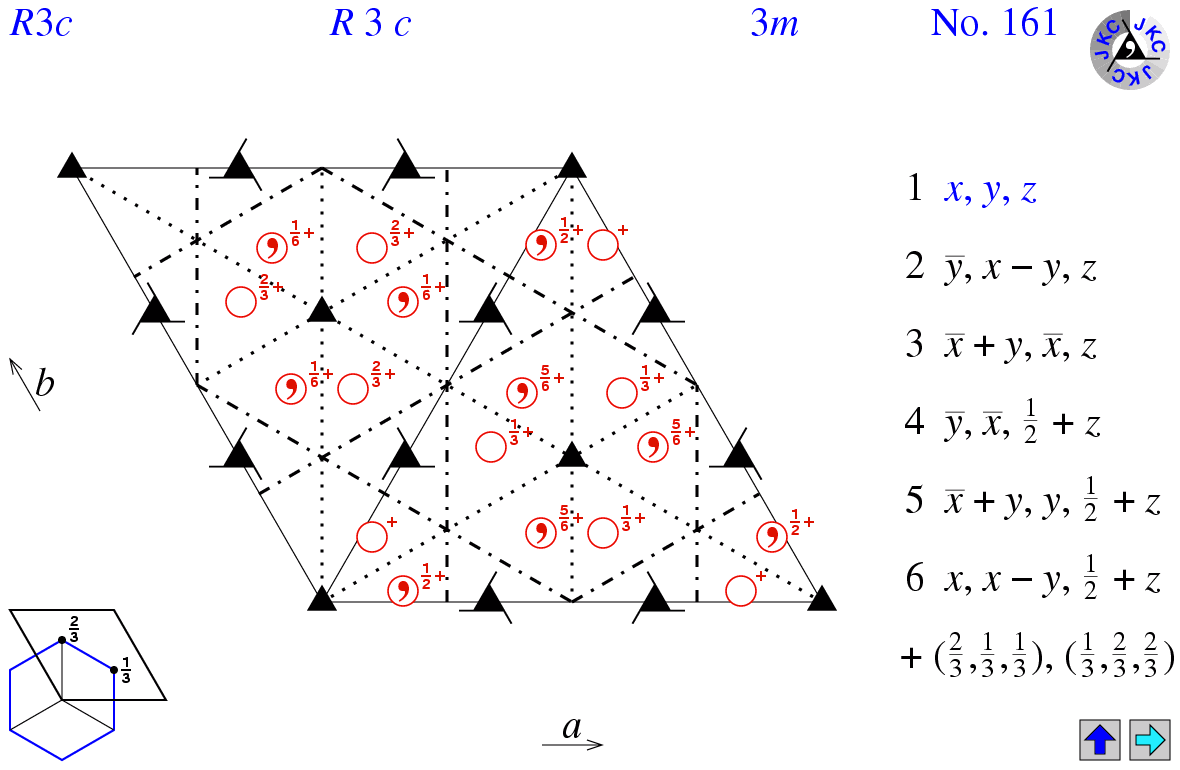 R3c R 3 c 3m No. 161
JKC JKC JKC
1 x, y, z
2 y̅, x − y, z
3 x̅ + y, x̅, z
4 y̅, x̅, 1/2 + z
5 x̅ + y, y, 1/2 + z
6 x, x − y, 1/2 + z
+ (2/3,1/3,1/3), (1/3,2/3,2/3)
1/6+ 2/3+ 1/2+ +
2/3+ 1/6+
1/6+ 2/3+ 5/6+ 1/3+
1/3+ 5/6+
+ 5/6+ 1/3+ 1/2+
1/2+ +
b
a
2/3
1/3